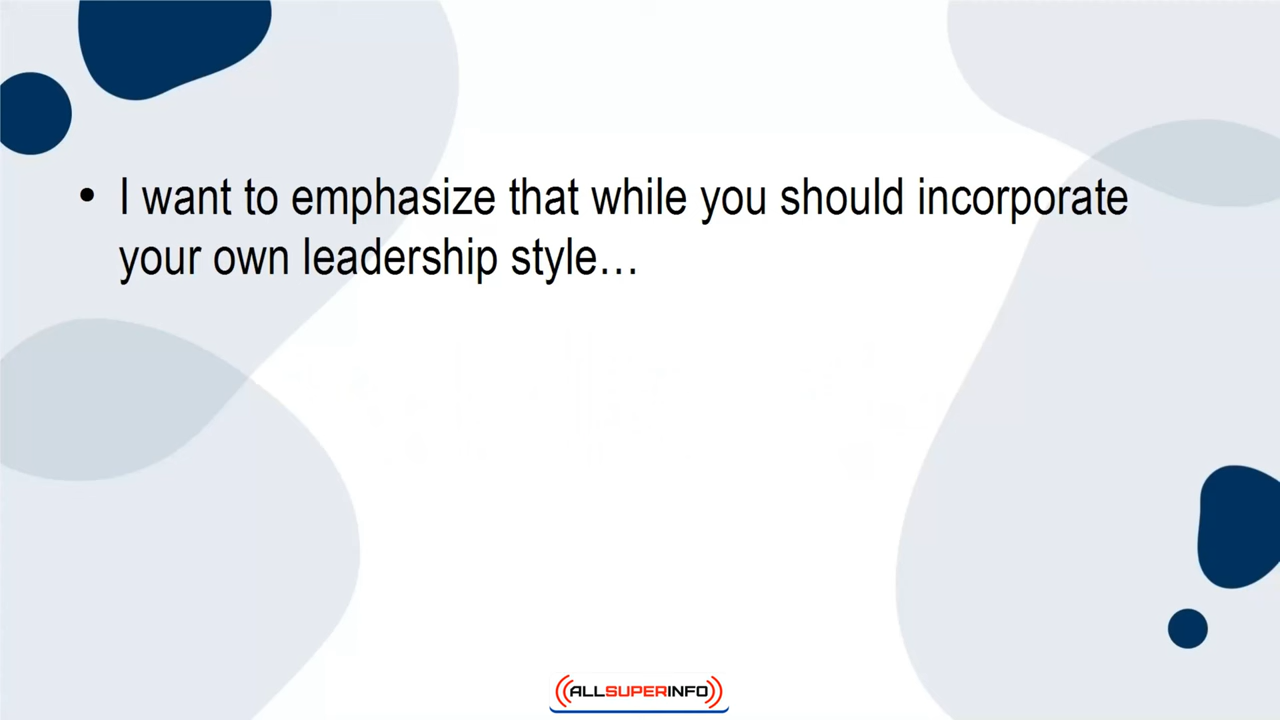 • I want to emphasize that while you should incorporate
your own leadership style…
ALLSUPERINFO